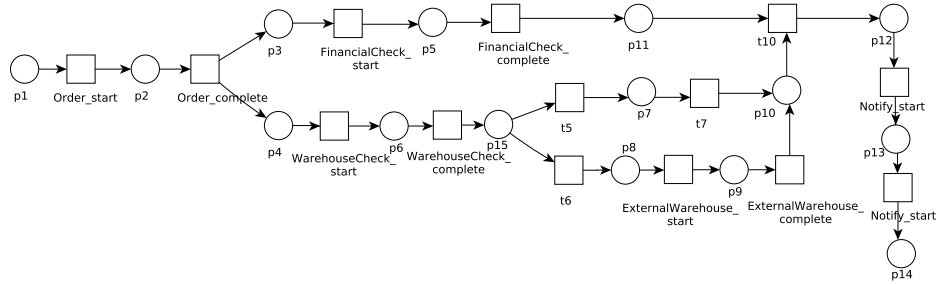 p3
p5
p11
t10
p12
FinancialCheck_
start
FinancialCheck_
complete
p1
Order_start
p2
Order_complete
p4
WarehouseCheck_
start
p6
WarehouseCheck_
complete
p15
t5
p7
t7
p10
Notify_start
p13
t6
p8
ExternalWarehouse_
start
p9
ExternalWarehouse_
complete
Notify_start
p14